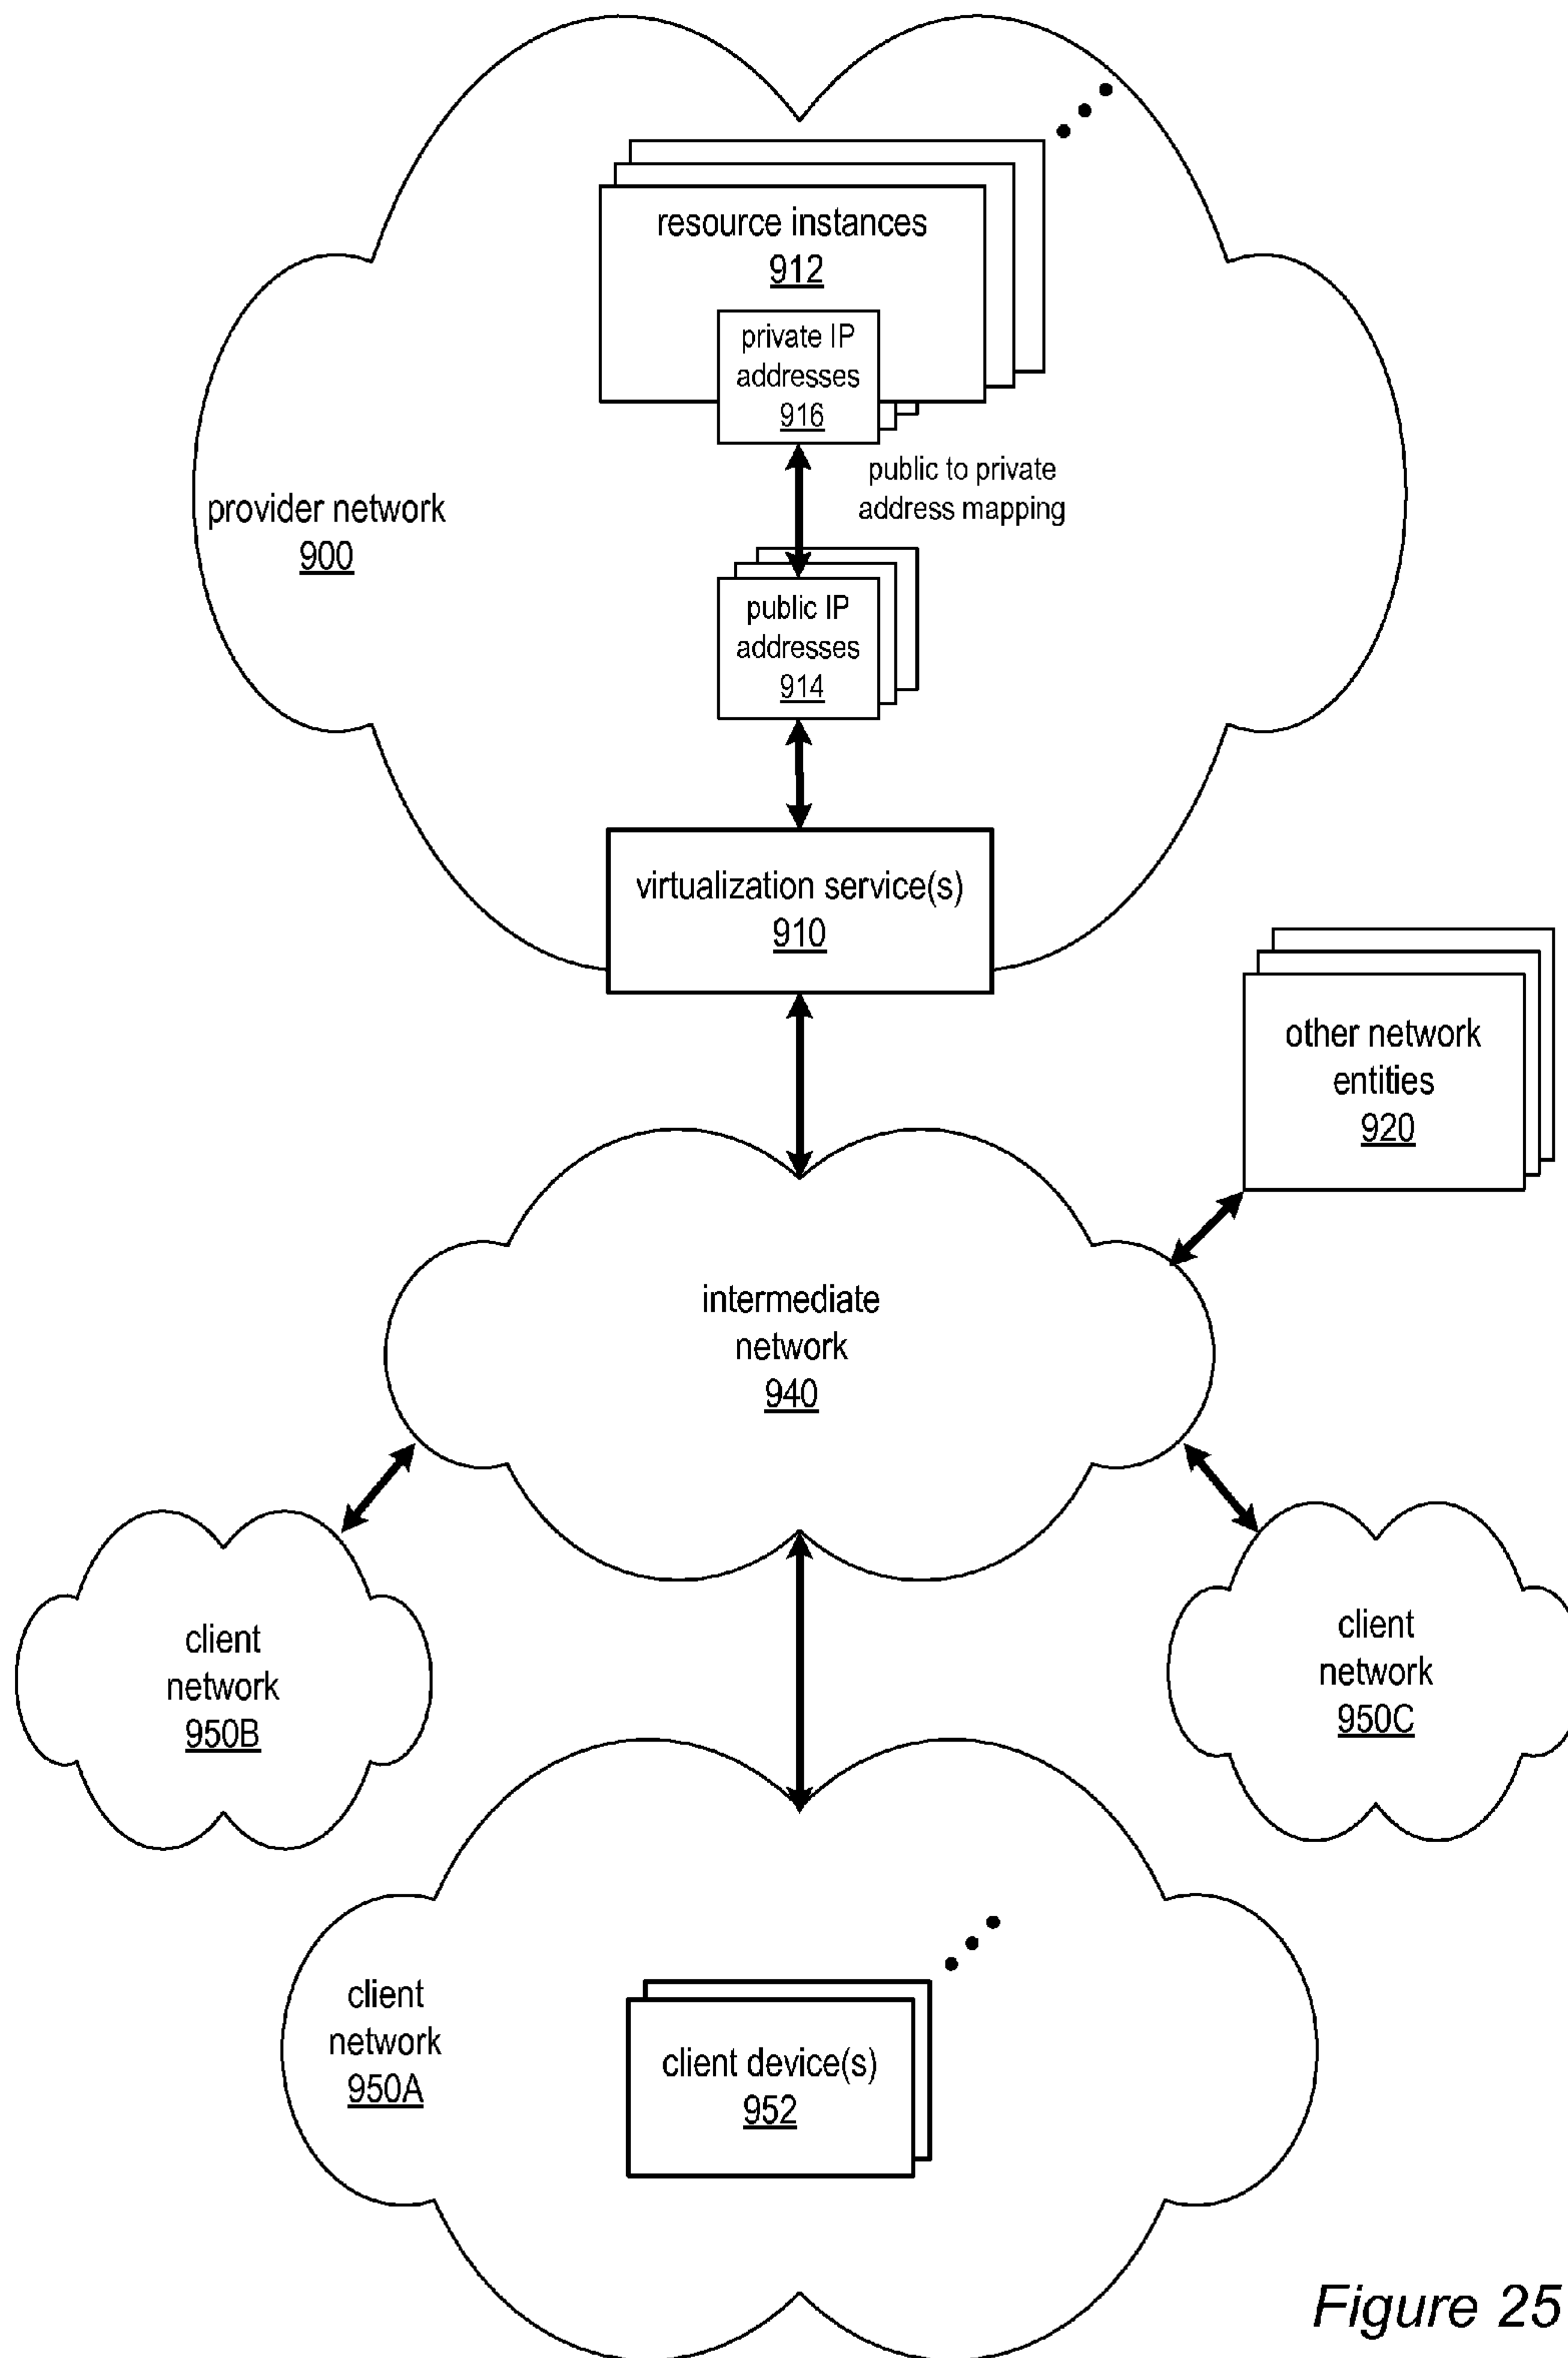 resource instances
912
private IP
addresses
916
public to private
address mapping
provider network
900
public IP
addresses
914
virtualization service(s)
910
other network
entities
920
intermediate
network
940
client
network
950B
client
network
950C
client
network
950A
client device(s)
952
Figure 25